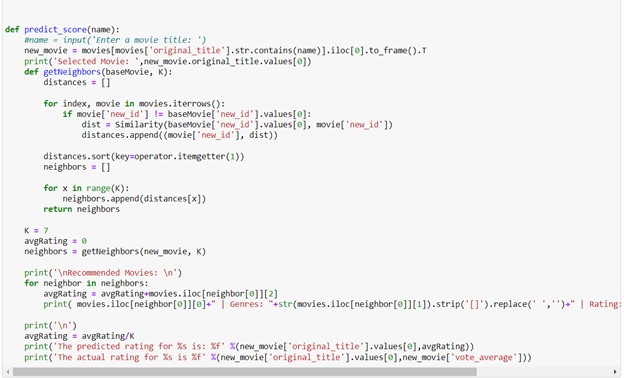 def predict_score(name):
    #name = input('Enter a movie title: ')
    new_movie = movies[movies['original_title'].str.contains(name)].iloc[0].to_frame().T
    print('Selected Movie: ',new_movie.original_title.values[0])
    def getNeighbors(baseMovie, K):
        distances = []

        for index, movie in movies.iterrows():
            if movie['new_id'] != baseMovie['new_id'].values[0]:
                dist = Similarity(baseMovie['new_id'].values[0], movie['new_id'])
                distances.append((movie['new_id'], dist))

        distances.sort(key=operator.itemgetter(1))
        neighbors = []

        for x in range(K):
            neighbors.append(distances[x])
        return neighbors

    K = 7
    avgRating = 0
    neighbors = getNeighbors(new_movie, K)

    print('\nRecommended Movies: \n')
    for neighbor in neighbors:
        avgRating = avgRating+movies.iloc[neighbor[0]][2]
        print( movies.iloc[neighbor[0]][0]+" | Genres: "+str(movies.iloc[neighbor[0]][1]).strip('[]').replace(' ','')+" | Rating:

    print('\n')
    avgRating = avgRating/K
    print('The predicted rating for %s is: %f' %(new_movie['original_title'].values[0],avgRating))
    print('The actual rating for %s is %f' %(new_movie['original_title'].values[0],new_movie['vote_average']))